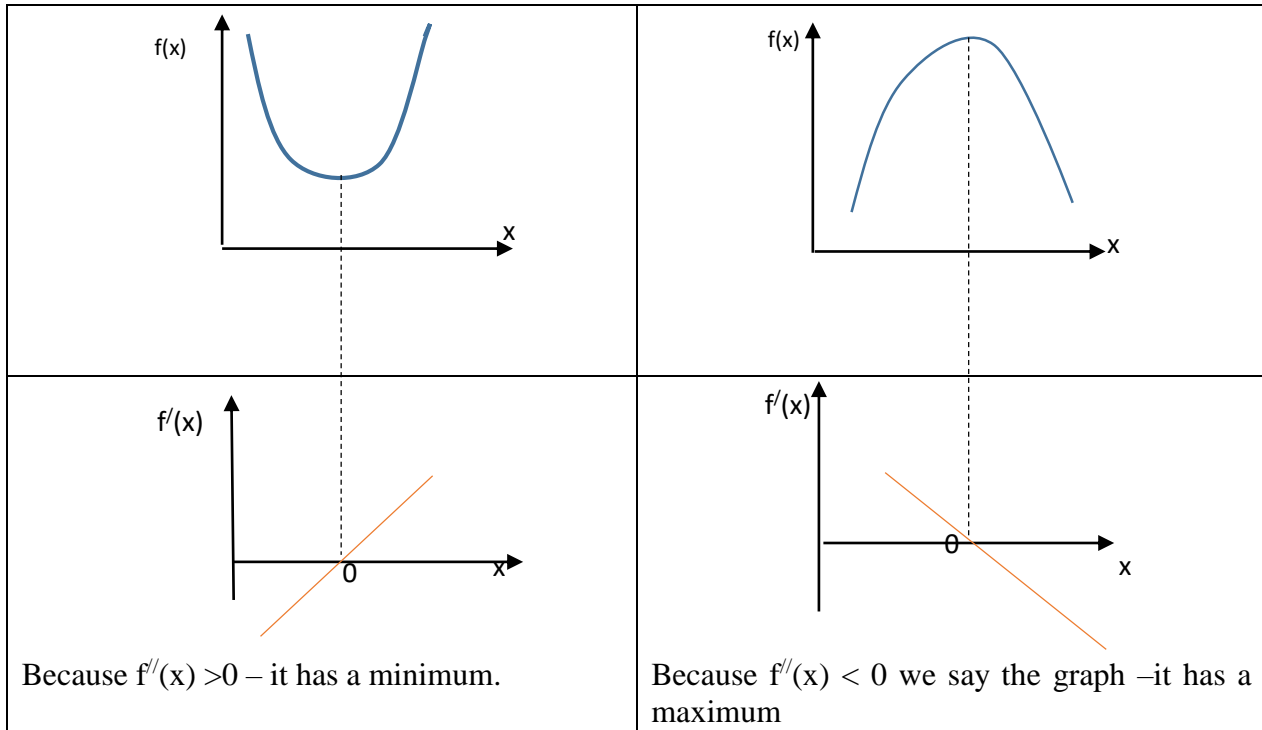 f(x)
x
f(x)
x
f/(x)
0
x
Because f//(x) >0 – it has a minimum.
f/(x)
0
x
Because f//(x) < 0 we say the graph –it has a
maximum